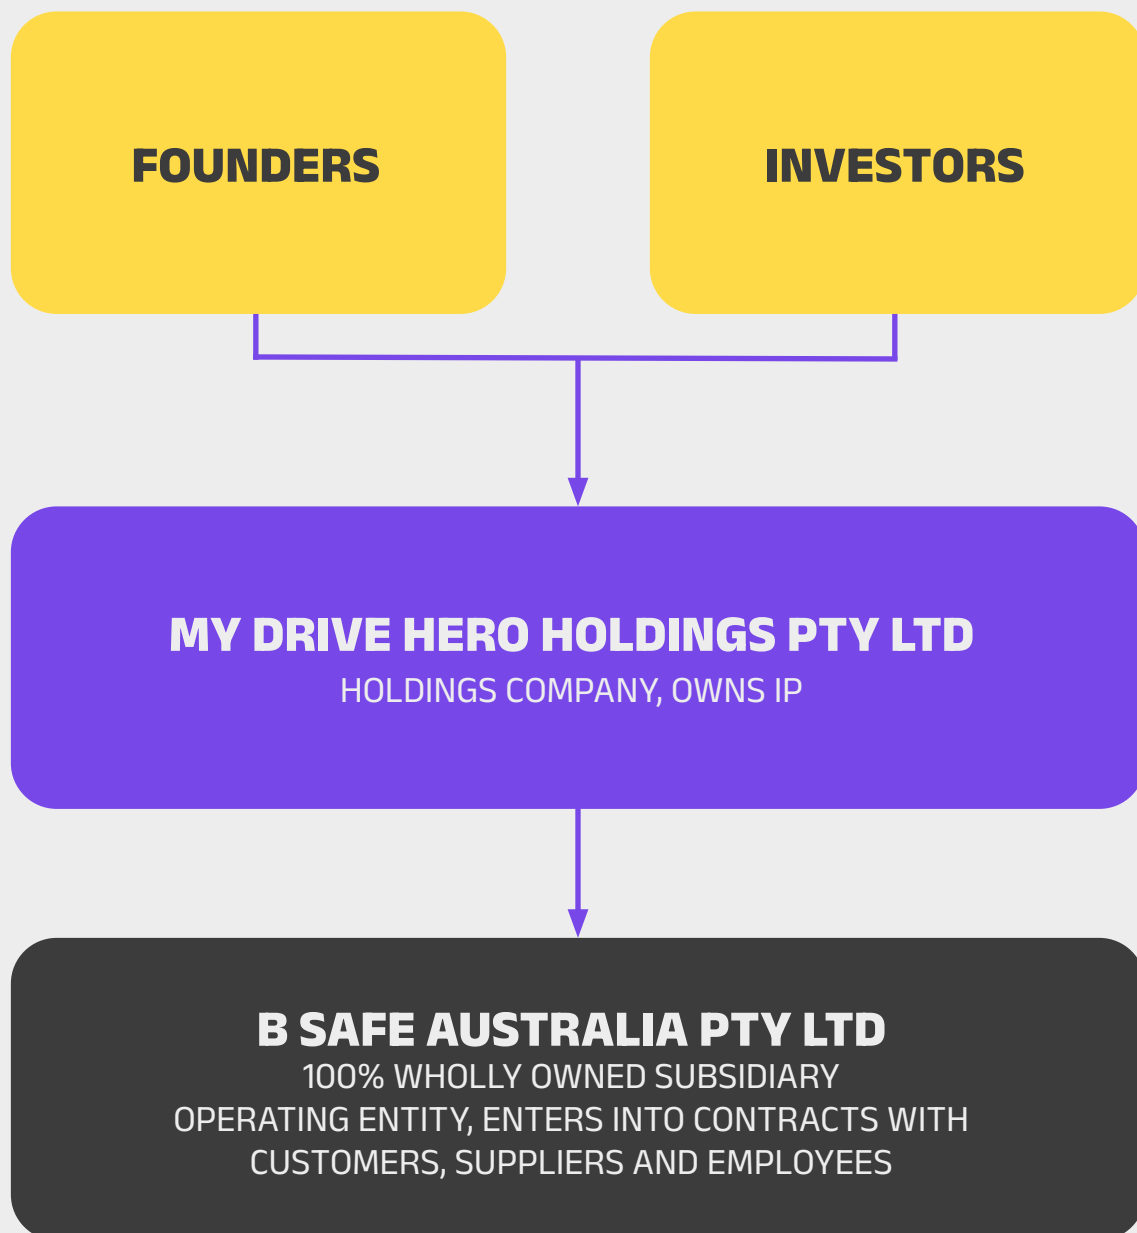 FOUNDERS
INVESTORS
MY DRIVE HERO HOLDINGS PTY LTD
HOLDINGS COMPANY, OWNS IP
B SAFE AUSTRALIA PTY LTD
100% WHOLLY OWNED SUBSIDIARY
OPERATING ENTITY, ENTERS INTO CONTRACTS WITH
CUSTOMERS, SUPPLIERS AND EMPLOYEES